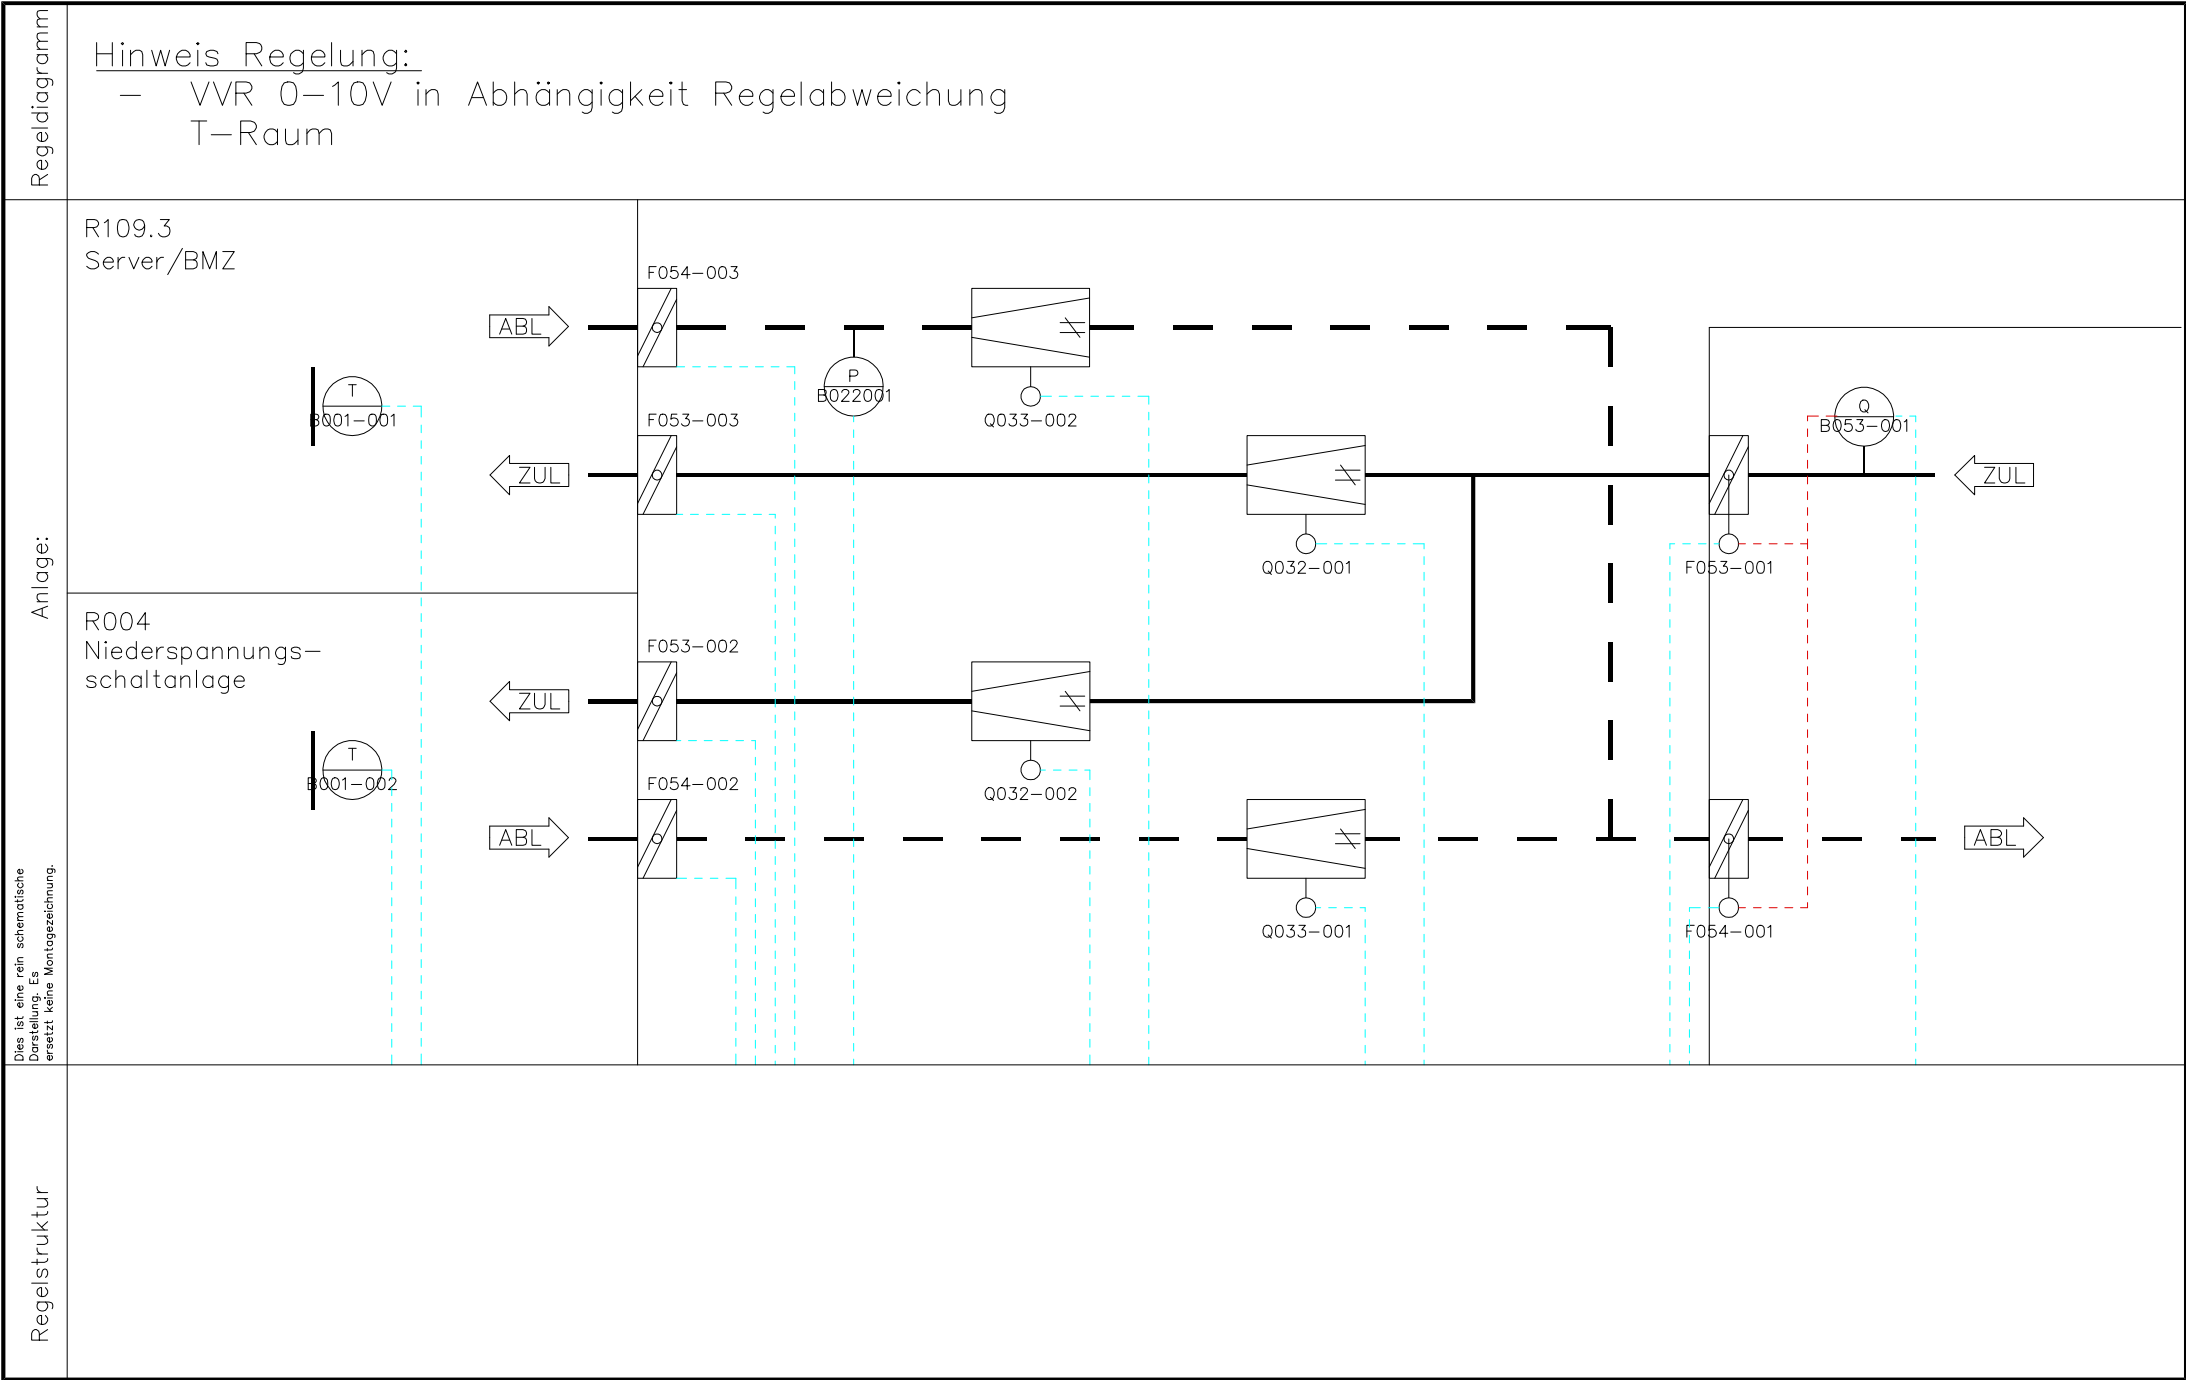 Regeldiagramm
Hinweis Regelung:
- VVR 0-10V in Abhängigkeit Regelabweichung
T-Raum
Anlage:
Dies ist eine rein schematische
Darstellung. Es
ersetzt keine Montagezeichnung.
R109.3
Server/BMZ
F054-003
ABL
P
B022001
Q033-002
T
B001-001
F053-003
ZUL
Q032-001
Q
B053-001
ZUL
F053-001
R004
Niederspannungs-
schaltanlage
F053-002
ZUL
Q032-002
T
B001-002
F054-002
ABL
Q033-001
ABL
F054-001
Regelstruktur